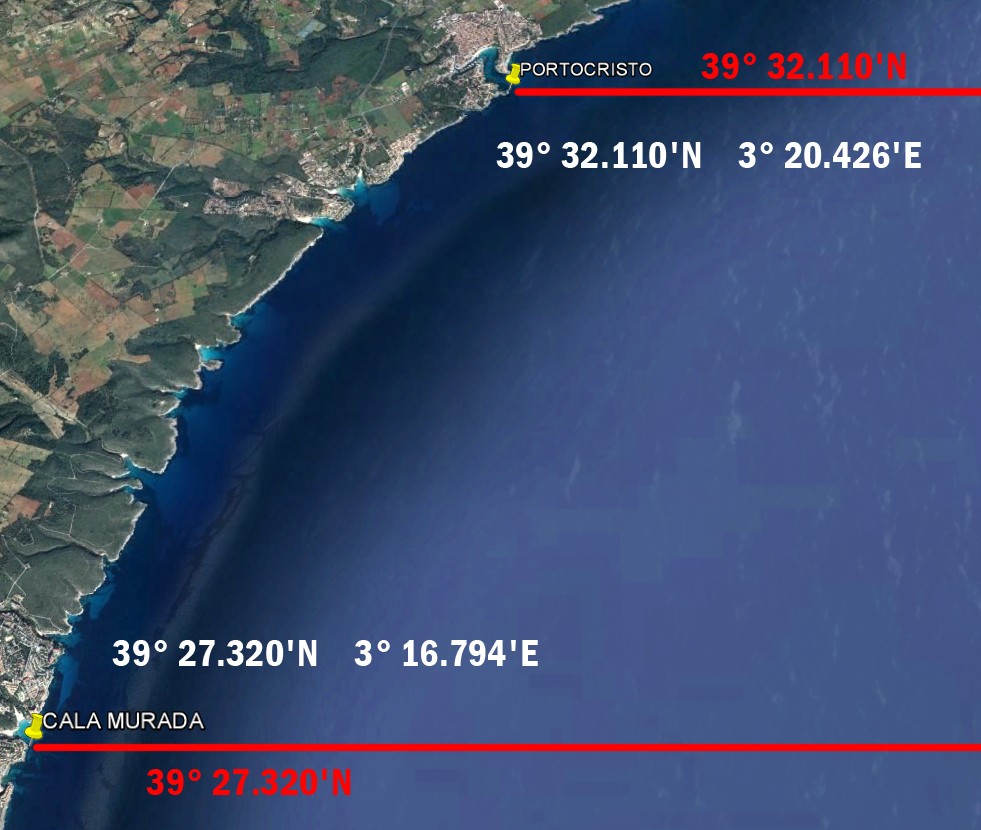 PORTOCRISTO
39° 32.110'N
39° 32.110'N 3° 20.426'E
39° 27.320'N 3° 16.794'E
CALA MURADA
39° 27.320'N